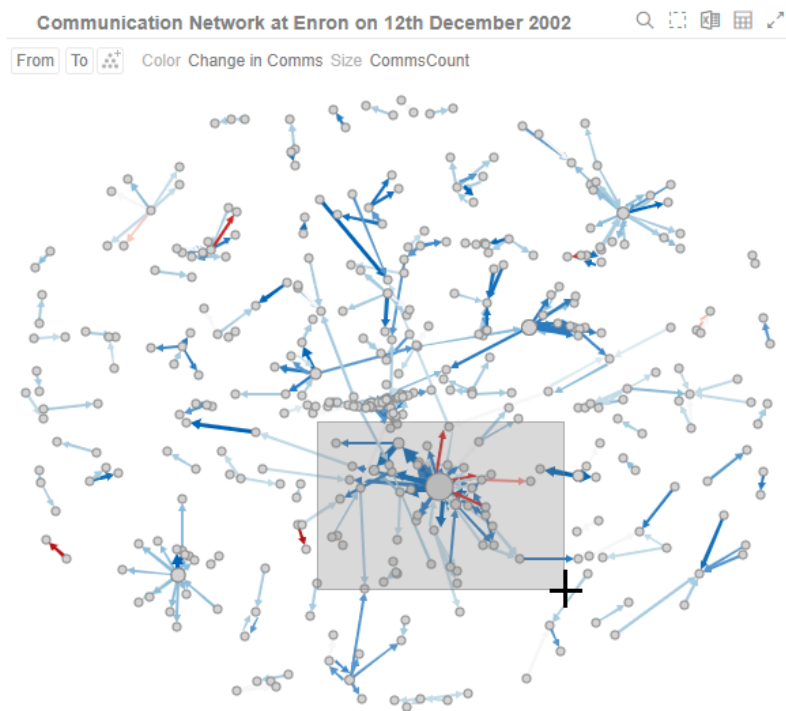 Communication Network at Enron on 12th December 2002
From To Color Change in Comms Size CommsCount